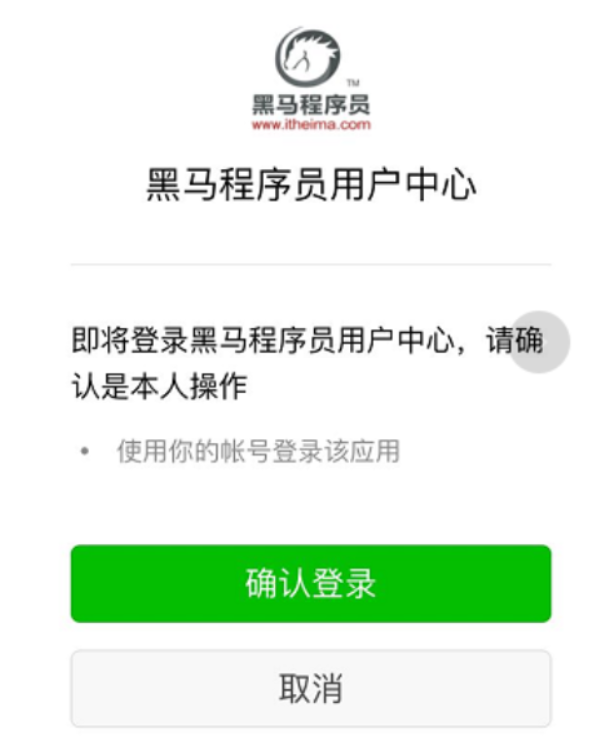 TM
黑马程序员
www.itheima.com
黑马程序员用户中心
即将登录黑马程序员用户中心，请确
认是本人操作
• 使用你的帐号登录该应用
确认登录
取消